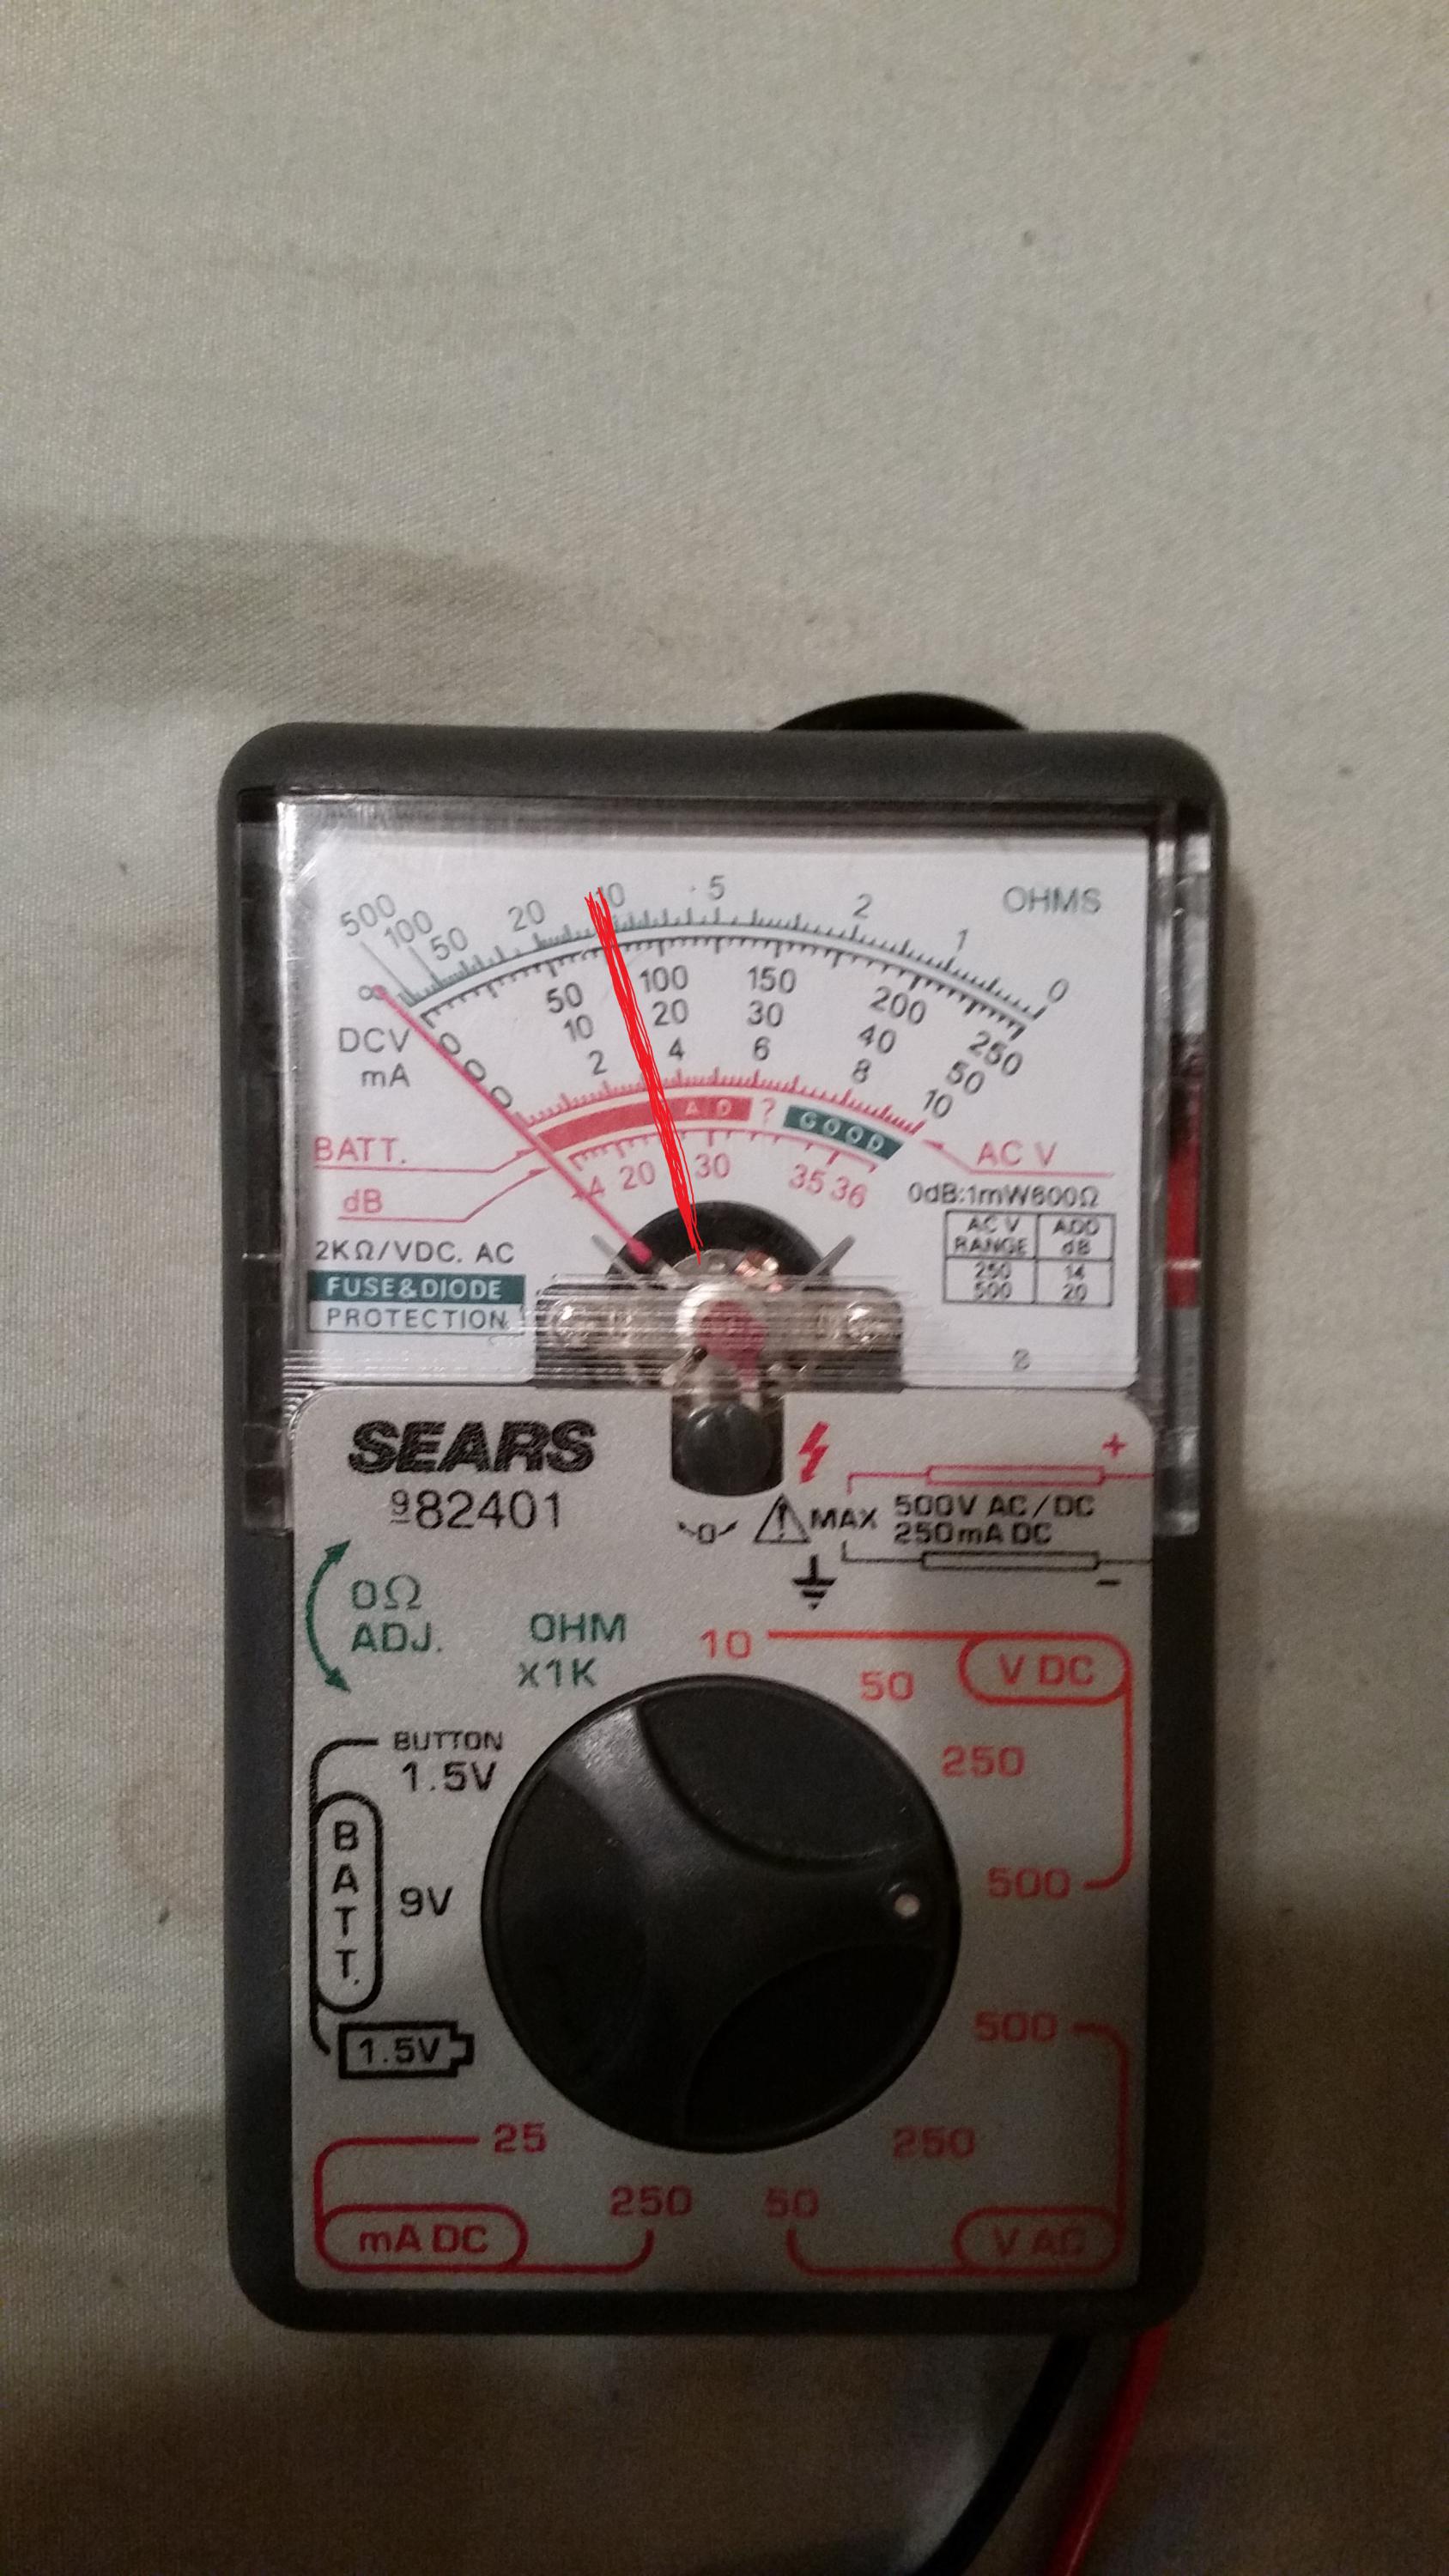 500 100 50 20 10 5 2 1 0 OHMS
∞
DCV 0 50 100 150 200 250
mA 0 10 20 30 40 50
0 2 4 6 8 10
BATT. A D ? GOOD AC V
dB 20 30 35 36
0dB:1mW600Ω
2KΩ/VDC. AC
FUSE&DIODE
PROTECTION
AC V ADD
RANGE dB
250 14
500 20
SEARS
982401
-0-
MAX 500V AC/DC
250mA DC
+
−
0Ω
ADJ.
OHM
X1K
10
50
250
500
V DC
BUTTON
1.5V
BATT.
9V
1.5V
25
250
mA DC
500
250
50
V AC